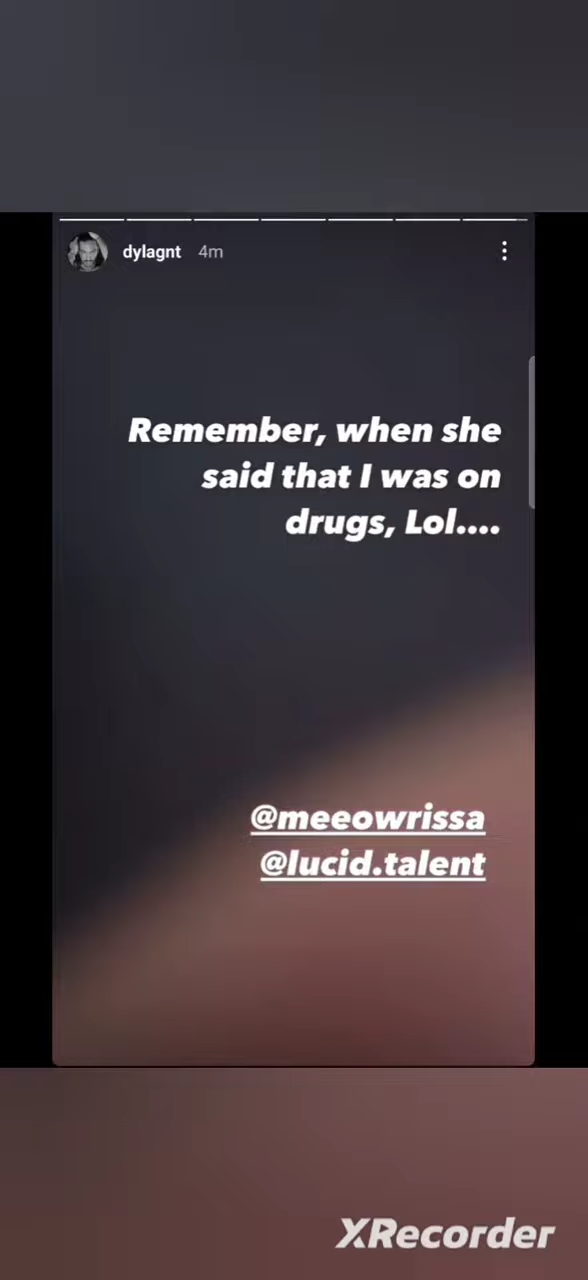 dylagnt 4m
Remember, when she
said that I was on
drugs, Lol....
@meeowrissa
@lucid.talent
XRecorder